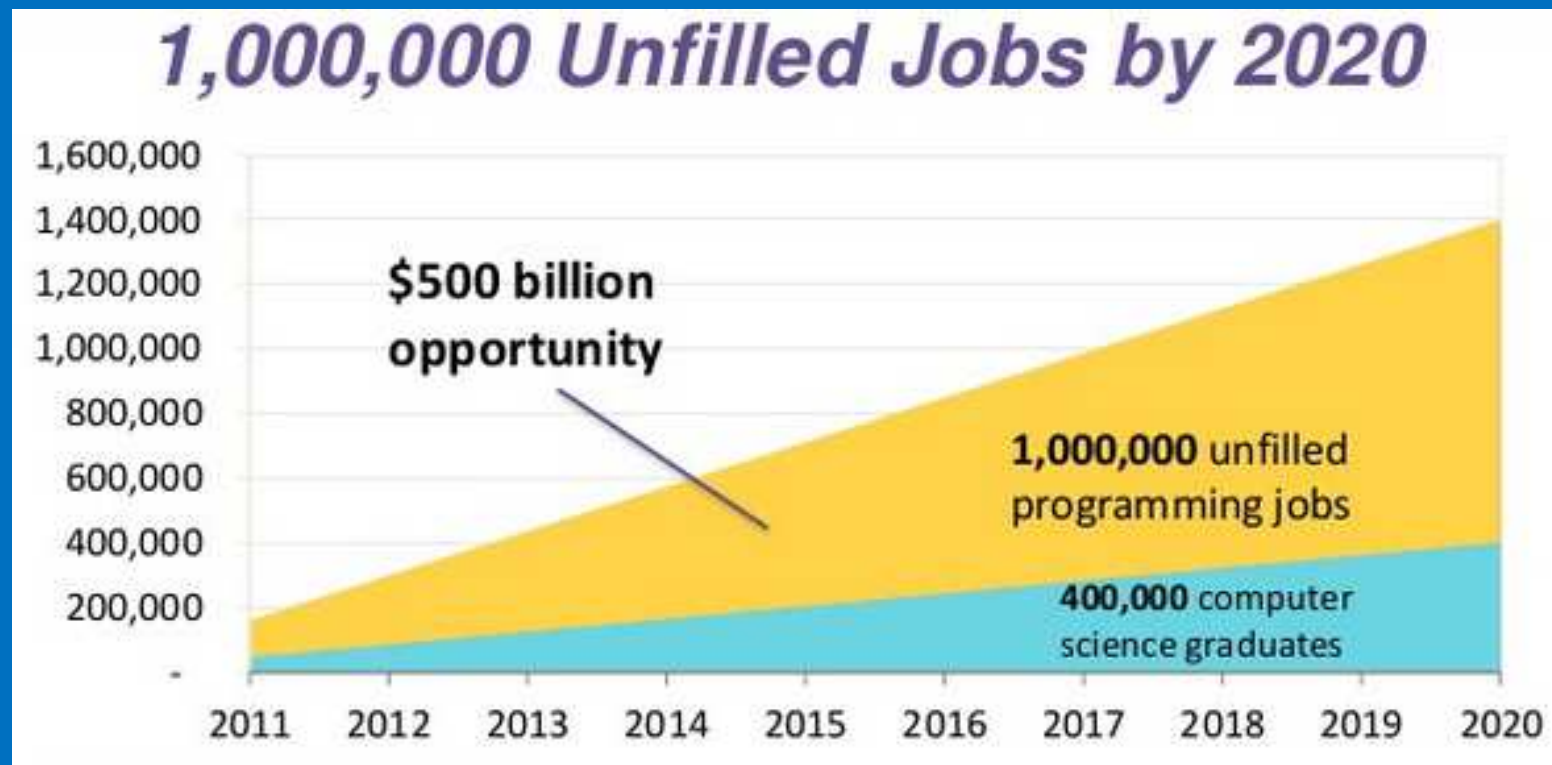 1,000,000 Unfilled Jobs by 2020
1,600,000
1,400,000
1,200,000
1,000,000
800,000
600,000
400,000
200,000
-
$500 billion
opportunity
1,000,000 unfilled
programming jobs
400,000 computer
science graduates
2011 2012 2013 2014 2015 2016 2017 2018 2019 2020